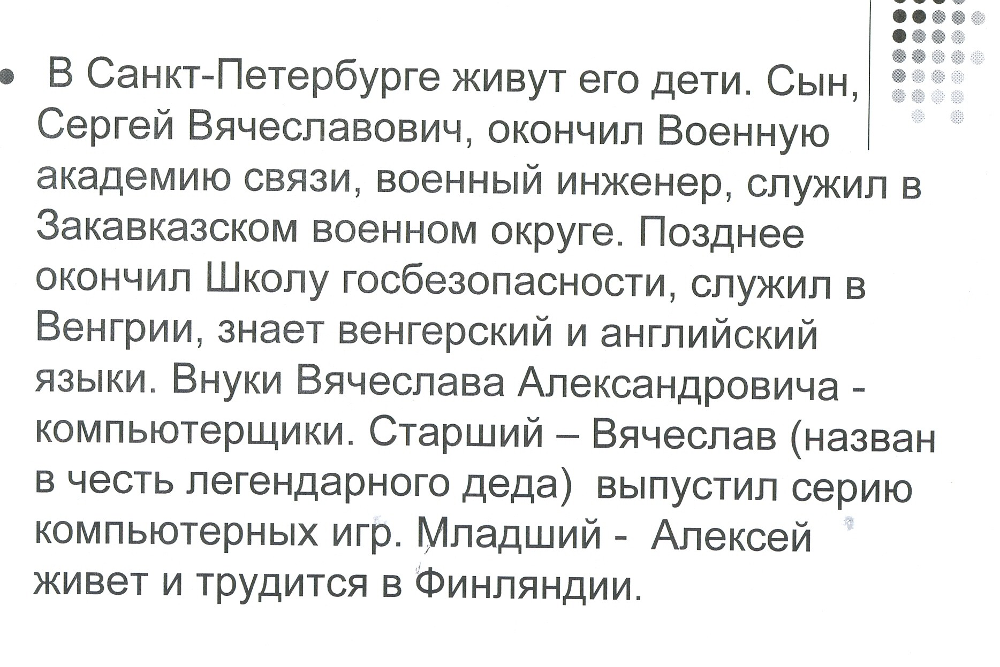 • В Санкт-Петербурге живут его дети. Сын,
Сергей Вячеславович, окончил Военную
академию связи, военный инженер, служил в
Закавказском военном округе. Позднее
окончил Школу госбезопасности, служил в
Венгрии, знает венгерский и английский
языки. Внуки Вячеслава Александровича -
компьютерщики. Старший – Вячеслав (назван
в честь легендарного деда)  выпустил серию
компьютерных игр. Младший -  Алексей
живет и трудится в Финляндии.